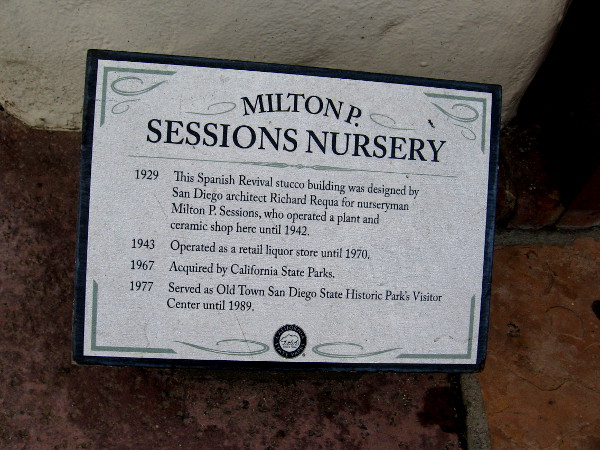 MILTON P.
SESSIONS NURSERY
1929 This Spanish Revival stucco building was designed by
San Diego architect Richard Requa for nurseryman
Milton P. Sessions, who operated a plant and
ceramic shop here until 1942.
1943 Operated as a retail liquor store until 1970.
1967 Acquired by California State Parks.
1977 Served as Old Town San Diego State Historic Park's Visitor
Center until 1989.